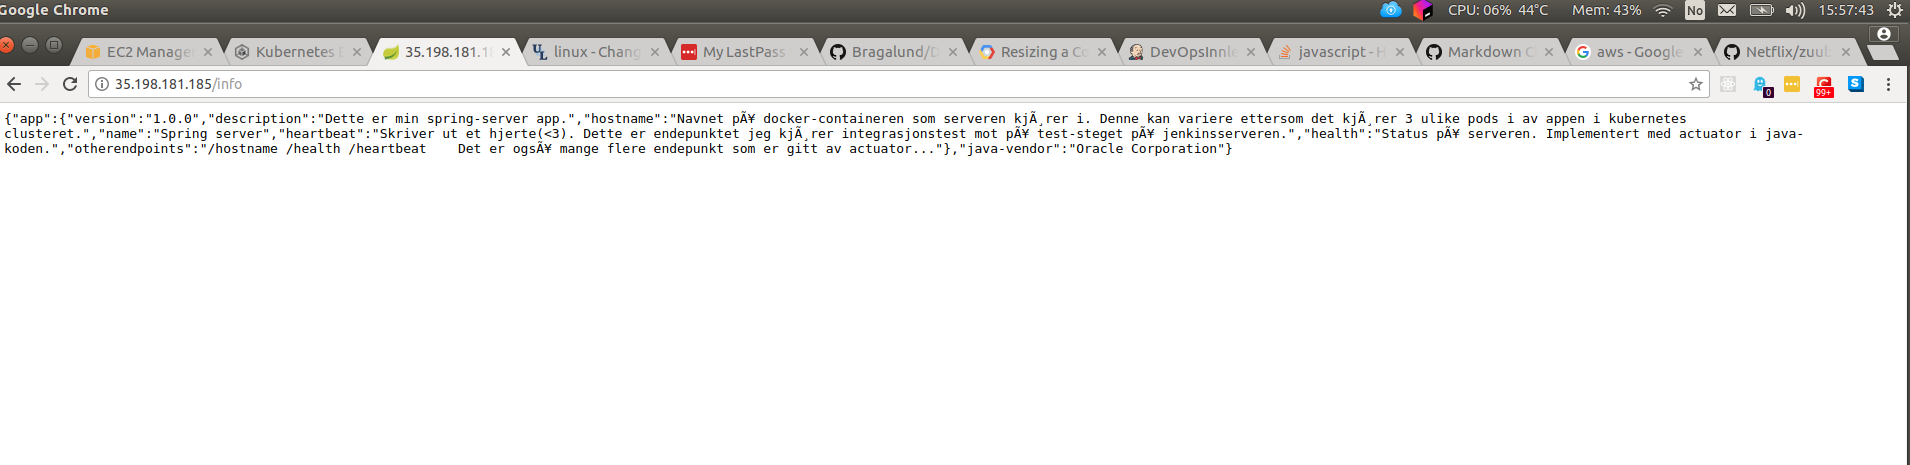 Google Chrome
CPU: 06% 44°C Mem: 43% No 15:57:43
EC2 Manage Kubernetes E 35.198.181.1 linux - Chang My LastPass Bragalund/D Resizing a Co DevOpsInnle javascript - H Markdown C aws - Google Netflix/zuul
35.198.181.185/info 0 99+
{"app":{"version":"1.0.0","description":"Dette er min spring-server app.","hostname":"Navnet pÃ¥ docker-containeren som serveren kjÃ¸rer i. Denne kan variere ettersom det kjÃ¸rer 3 ulike pods i av appen i kubernetes
clusteret.","name":"Spring server","heartbeat":"Skriver ut et hjerte(<3). Dette er endepunktet jeg kjÃ¸rer integrasjonstest mot pÃ¥ test-steget pÃ¥ jenkinsserveren.","health":"Status pÃ¥ serveren. Implementert med actuator i java-
koden.","otherendpoints":"/hostname /health /heartbeat    Det er ogsÃ¥ mange flere endepunkt som er gitt av actuator..."},"java-vendor":"Oracle Corporation"}